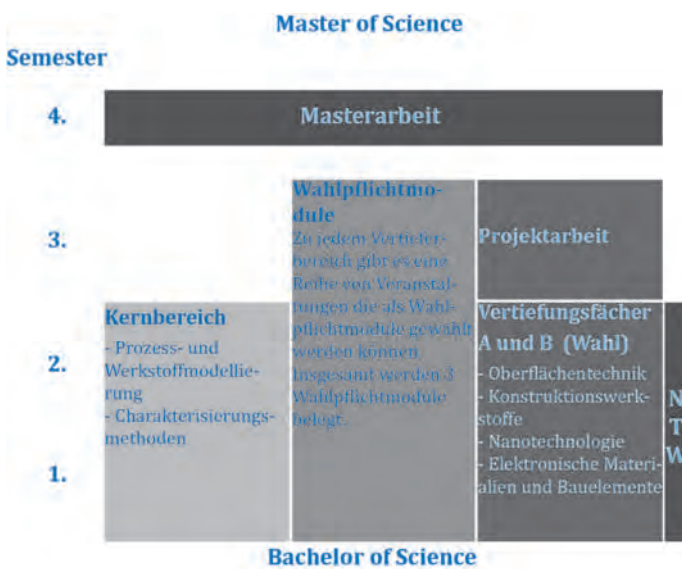 Master of Science
Semester
4.
Masterarbeit
3.
Wahlpflichtmo-
dule
Zu jedem Vertiefer-
bereich gibt es eine
Reihe von Veranstal-
tungen die als Wahl-
pflichtmodule gewählt
werden können.
Insgesamt werden 3
Wahlpflichtmodule
belegt.
Projektarbeit
2.
Kernbereich
- Prozess- und
Werkstoffmodellie-
rung
- Charakterisierungs-
methoden
Vertiefungsfächer
A und B (Wahl)
- Oberflächentechnik
- Konstruktionswerk-
stoffe
- Nanotechnologie
- Elektronische Materi-
alien und Bauelemente
N
T
W
1.
Bachelor of Science